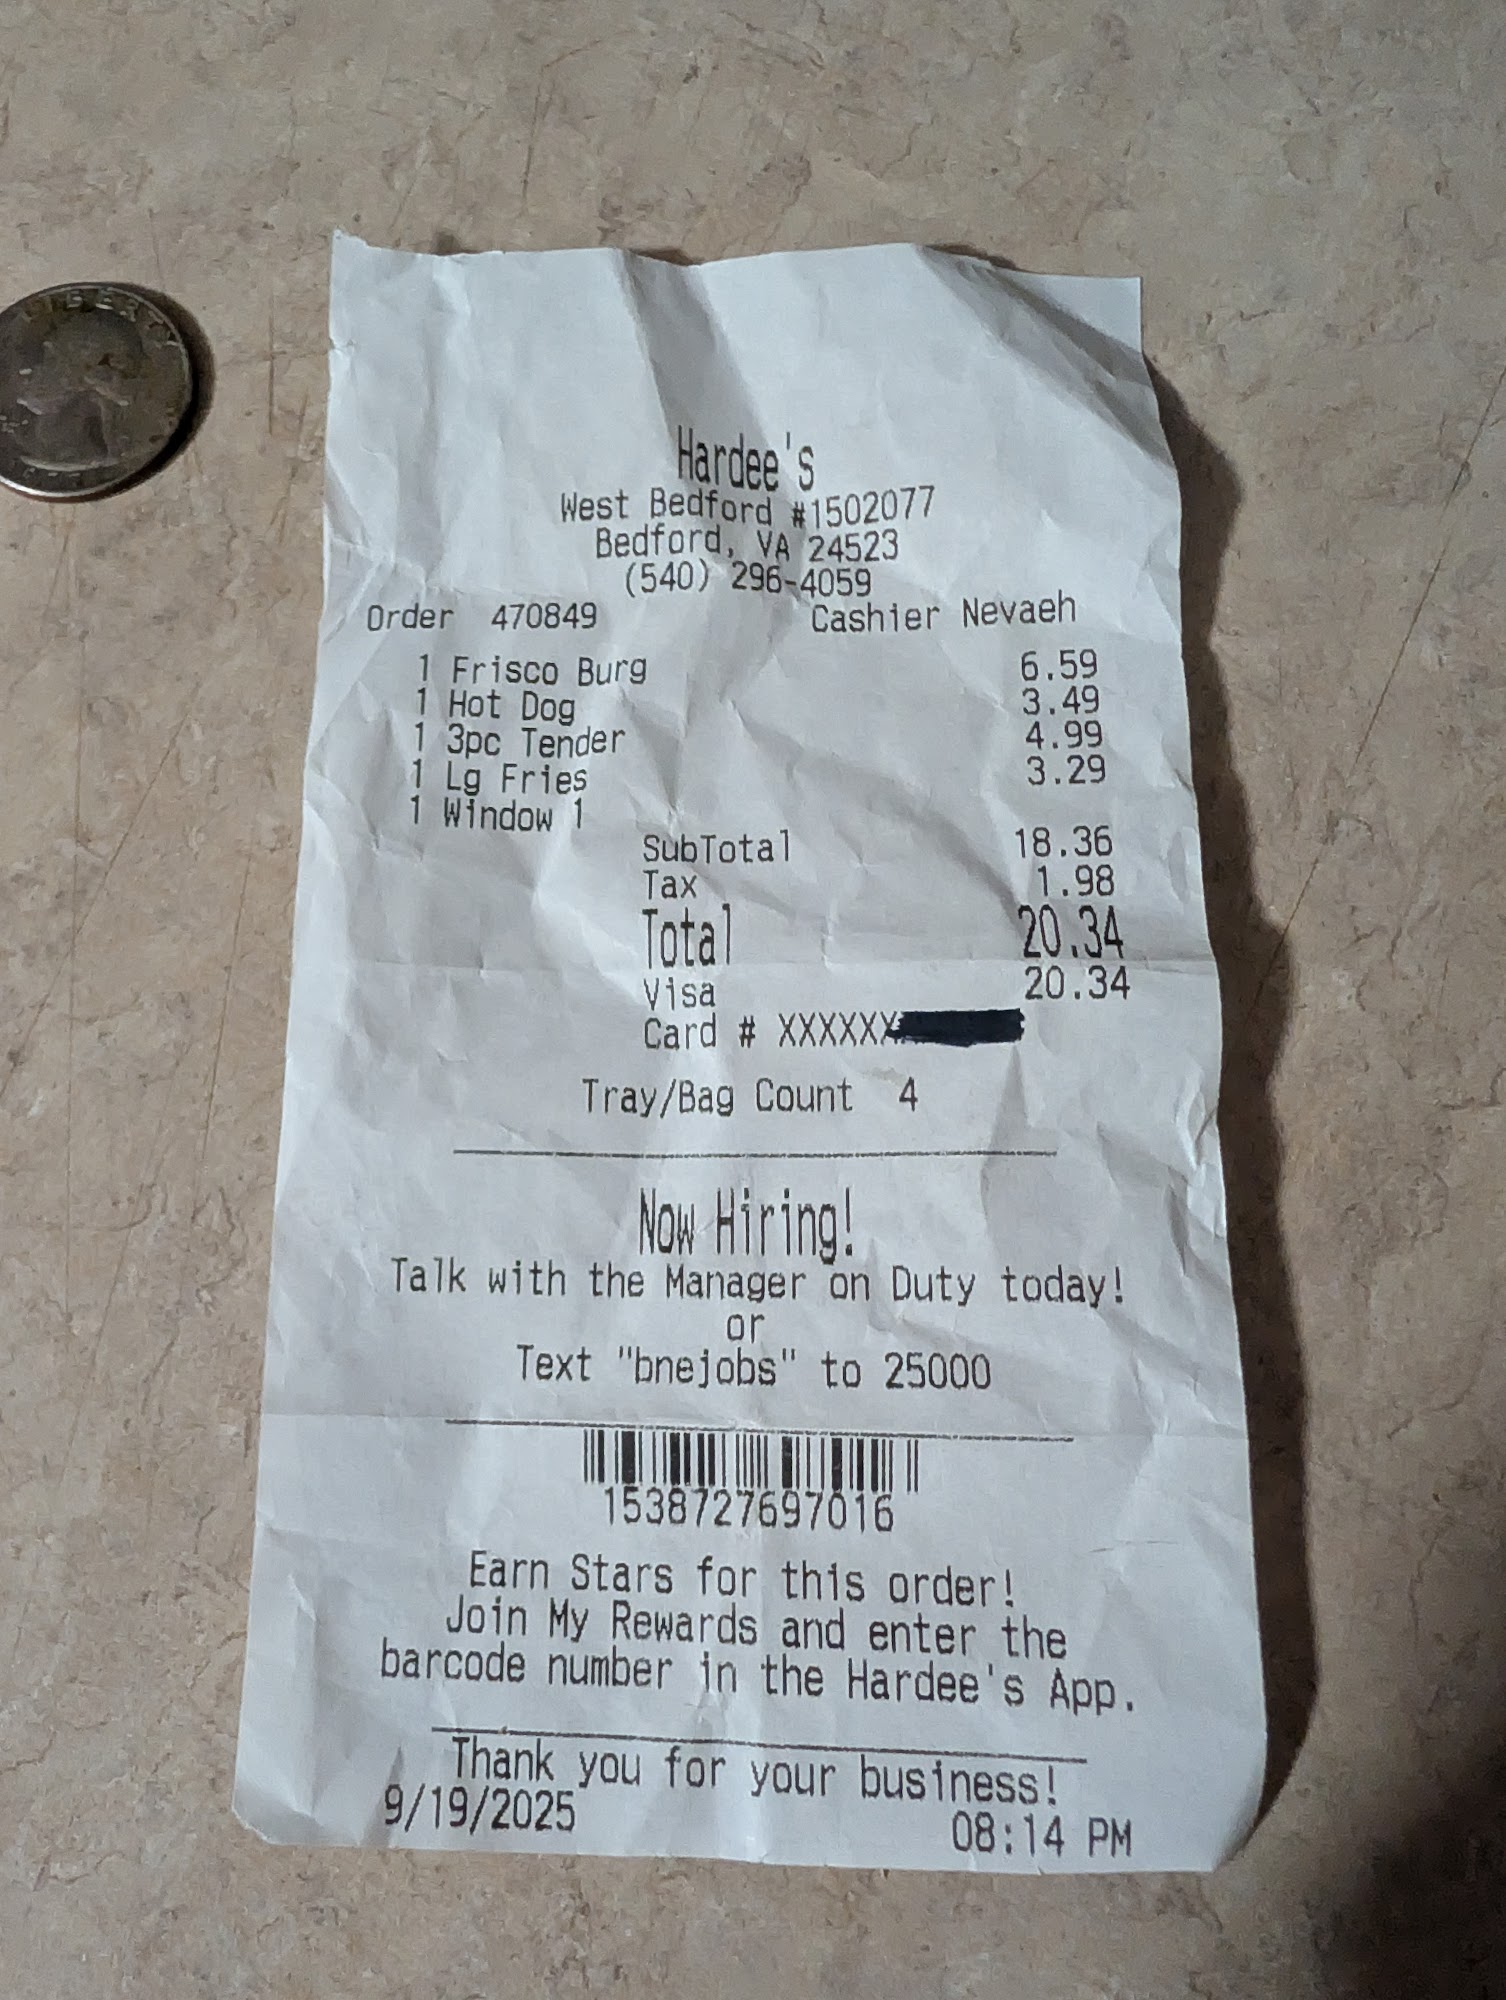 LIBERTY
Hardee's
West Bedford #1502077
Bedford, VA 24523
(540) 296-4059
Order 470849 Cashier Nevaeh
1 Frisco Burg 6.59
1 Hot Dog 3.49
1 3pc Tender 4.99
1 Lg Fries 3.29
1 Window 1
SubTotal 18.36
Tax 1.98
Total 20.34
Visa 20.34
Card # XXXXXX
Tray/Bag Count 4
Now Hiring!
Talk with the Manager on Duty today!
or
Text "bnejobs" to 25000
1538727697016
Earn Stars for this order!
Join My Rewards and enter the
barcode number in the Hardee's App.
Thank you for your business!
9/19/2025 08:14 PM